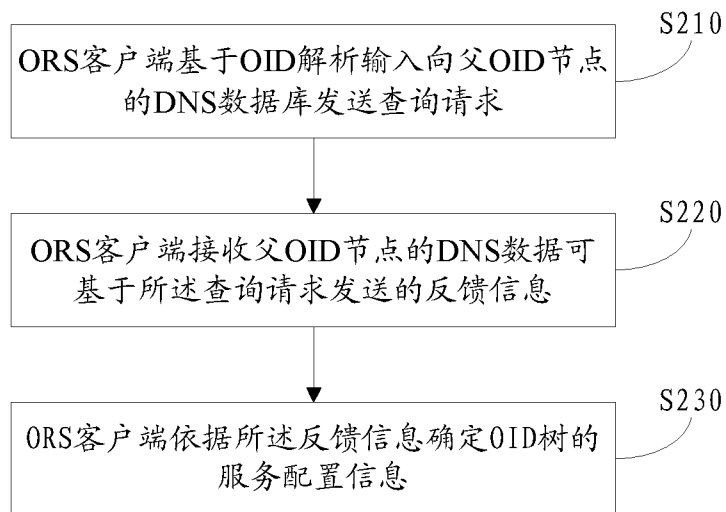 S210
ORS客户端基于OID解析输入向父OID节点
的DNS数据库发送查询请求
S220
ORS客户端接收父OID节点的DNS数据可
基于所述查询请求发送的反馈信息
S230
ORS客户端依据所述反馈信息确定OID树的
服务配置信息